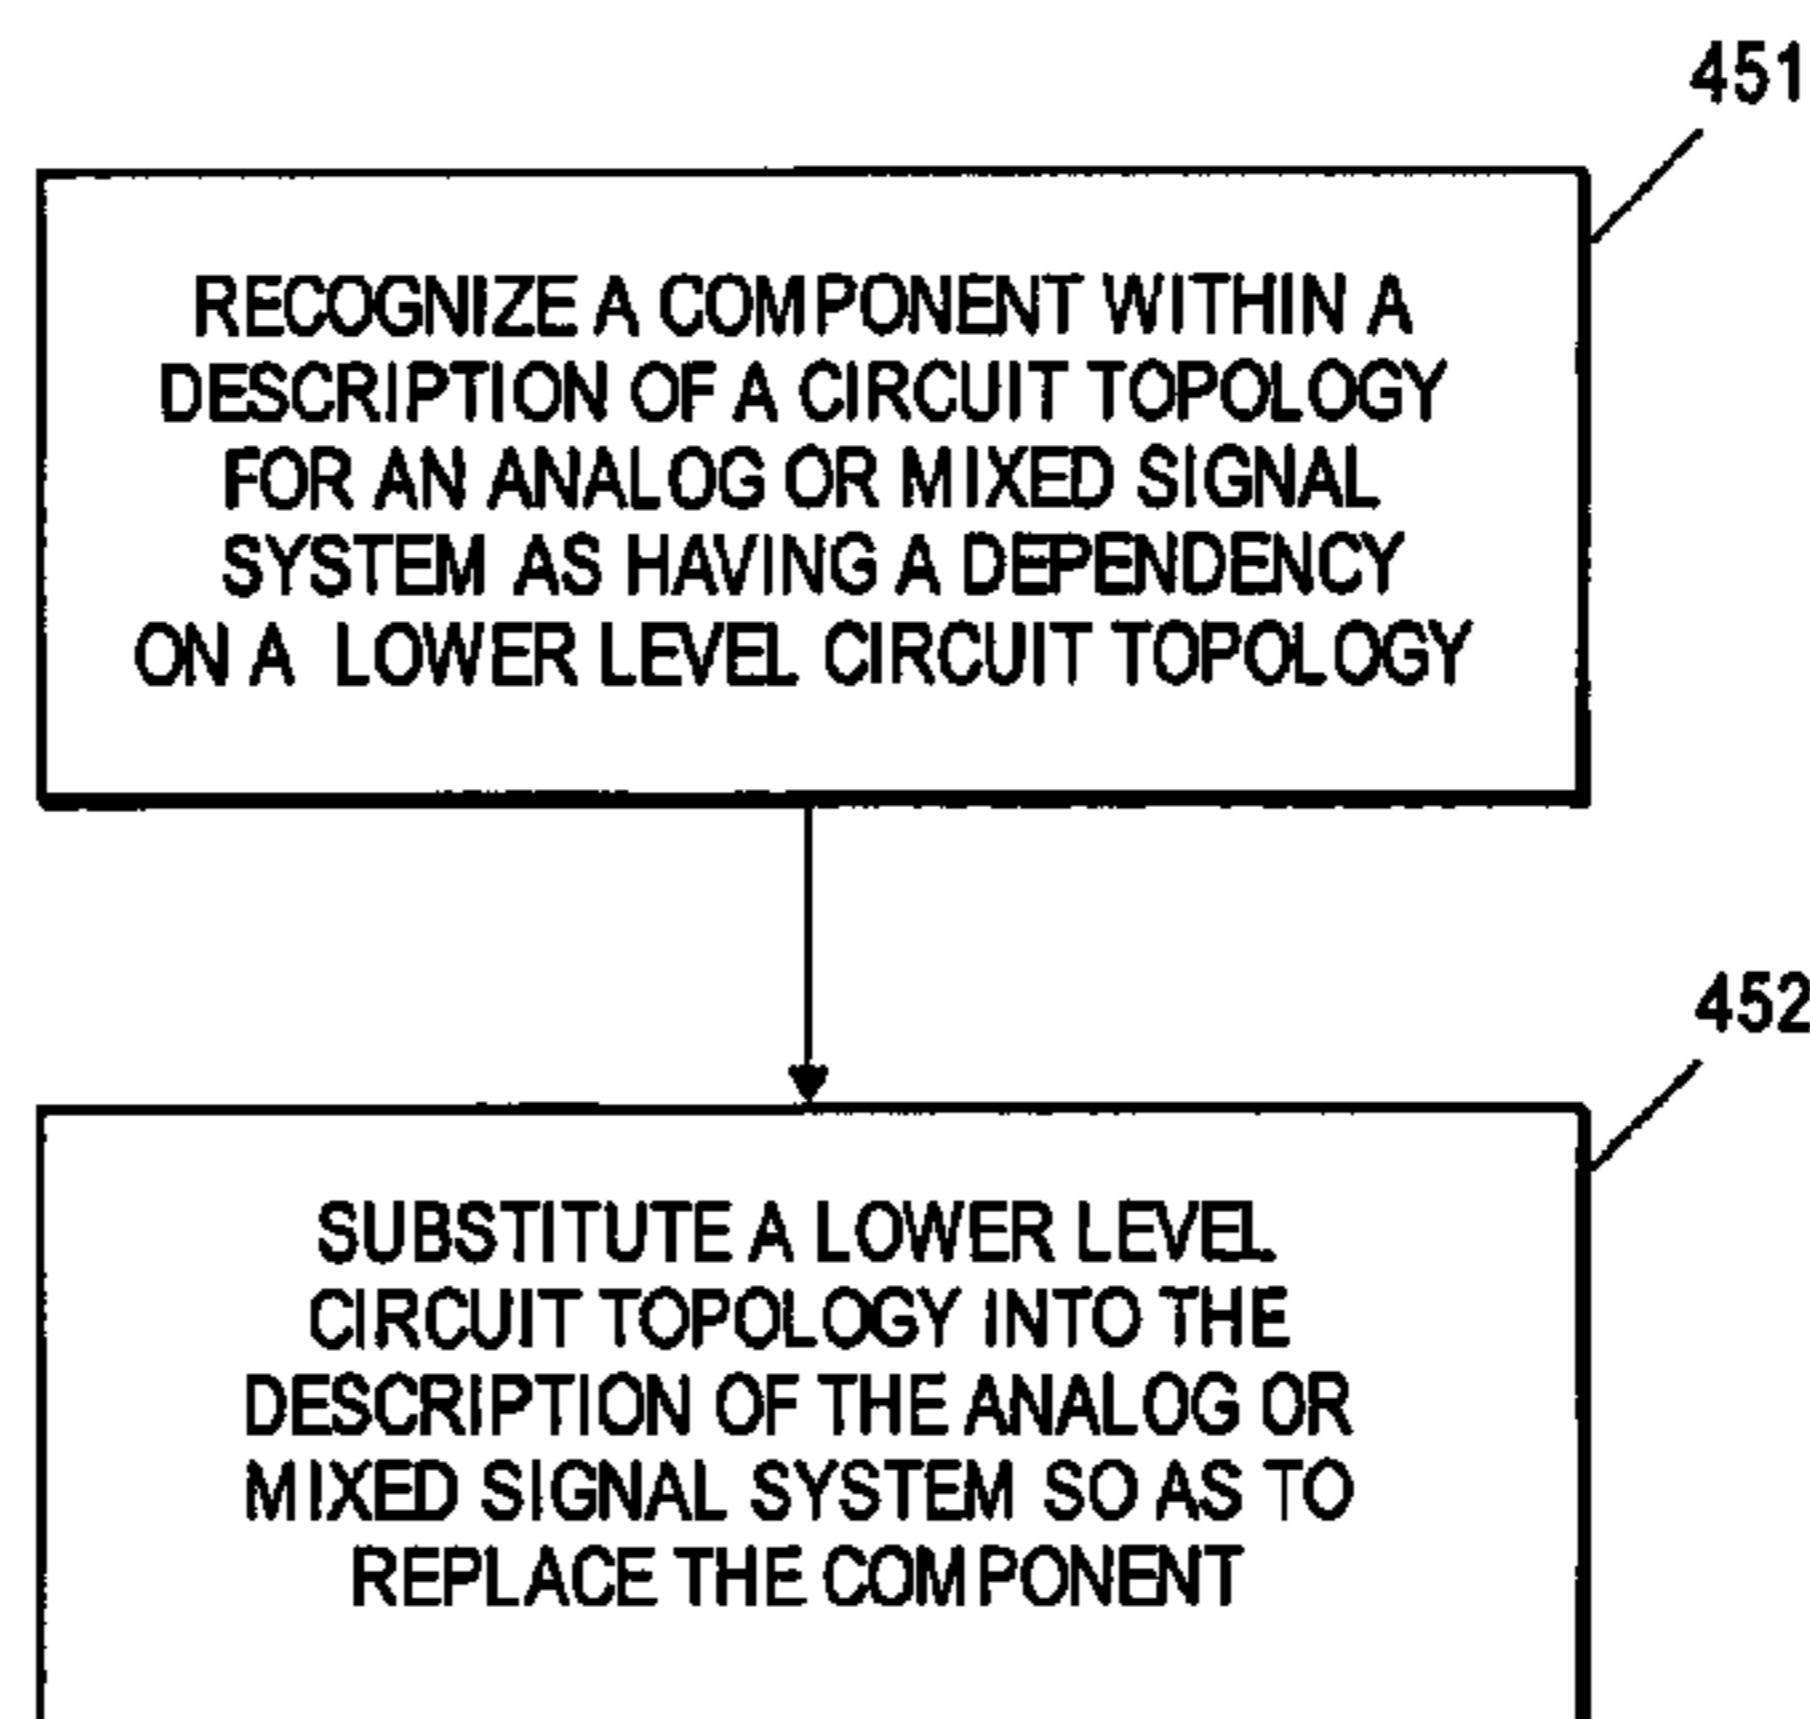 451
RECOGNIZE A COMPONENT WITHIN A
DESCRIPTION OF A CIRCUIT TOPOLOGY
FOR AN ANALOG OR MIXED SIGNAL
SYSTEM AS HAVING A DEPENDENCY
ON A LOWER LEVEL CIRCUIT TOPOLOGY
452
SUBSTITUTE A LOWER LEVEL
CIRCUIT TOPOLOGY INTO THE
DESCRIPTION OF THE ANALOG OR
MIXED SIGNAL SYSTEM SO AS TO
REPLACE THE COMPONENT